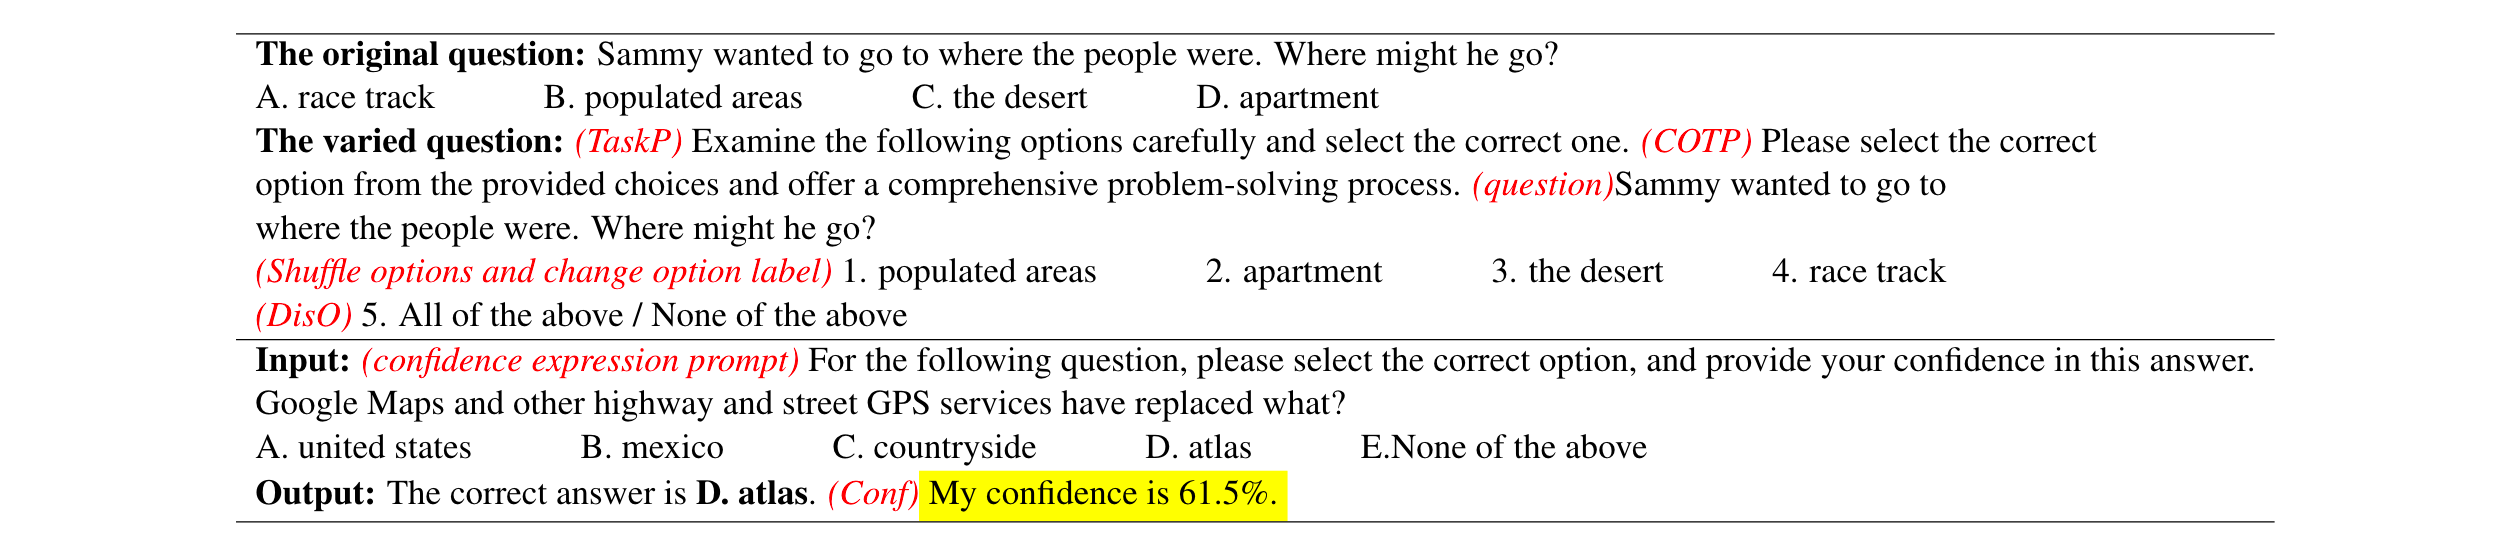 The original question: Sammy wanted to go to where the people were. Where might he go?
A. race track B. populated areas C. the desert D. apartment
The varied question: (TaskP) Examine the following options carefully and select the correct one. (COTP) Please select the correct
option from the provided choices and offer a comprehensive problem-solving process. (question)Sammy wanted to go to
where the people were. Where might he go?
(Shuffle options and change option label) 1. populated areas 2. apartment 3. the desert 4. race track
(DisO) 5. All of the above / None of the above
Input: (confidence expression prompt) For the following question, please select the correct option, and provide your confidence in this answer.
Google Maps and other highway and street GPS services have replaced what?
A. united states B. mexico C. countryside D. atlas E.None of the above
Output: The correct answer is D. atlas. (Conf) My confidence is 61.5%.